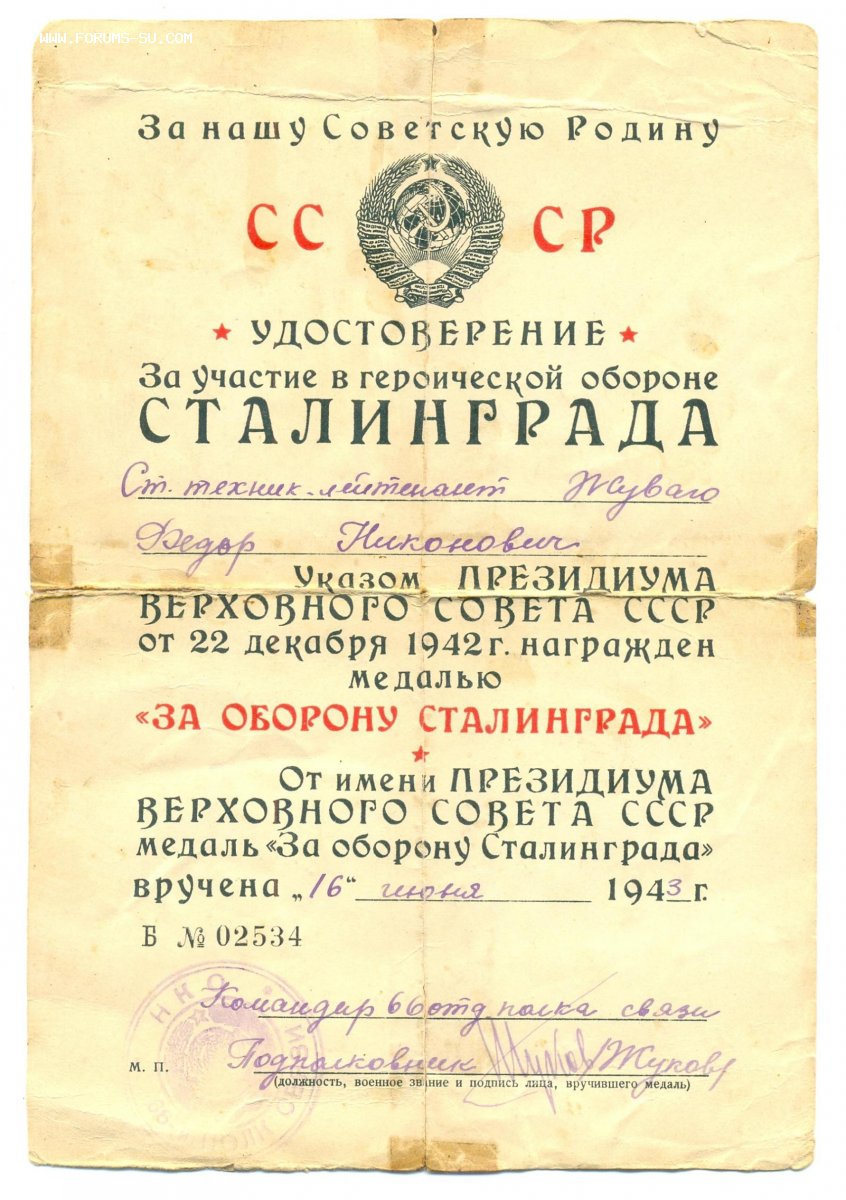 WWW.FORUMS-SU.COM
За нашу Советскую Родину
СС СР
УДОСТОВЕРЕНИЕ
За участие в героической обороне
СТАЛИНГРАДА
Ст. техник-лейтенант Жуваго
Федор Никонович
Указом ПРЕЗИДИУМА
ВЕРХОВНОГО СОВЕТА СССР
от 22 декабря 1942 г. награжден
медалью
«ЗА ОБОРОНУ СТАЛИНГРАДА»
От имени ПРЕЗИДИУМА
ВЕРХОВНОГО СОВЕТА СССР
медаль «За оборону Сталинграда»
вручена „16" июня 1943 г.
Б № 02534
НКО
Командир 66 отд полка связи
Подполковник Жуков /Жуков/
М. П.
(должность, военное звание и подпись лица, вручившего медаль)